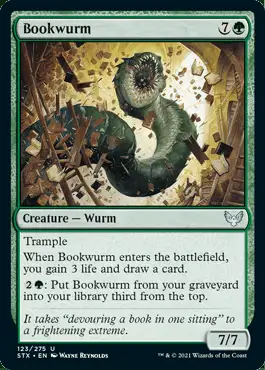 Bookwurm 7
Creature — Wurm
Trample
When Bookwurm enters the battlefield,
you gain 3 life and draw a card.
2: Put Bookwurm from your graveyard
into your library third from the top.
It takes “devouring a book in one sitting” to
a frightening extreme.
7/7
123/275 U
STX • EN WAYNE REYNOLDS
™ & © 2021 Wizards of the Coast